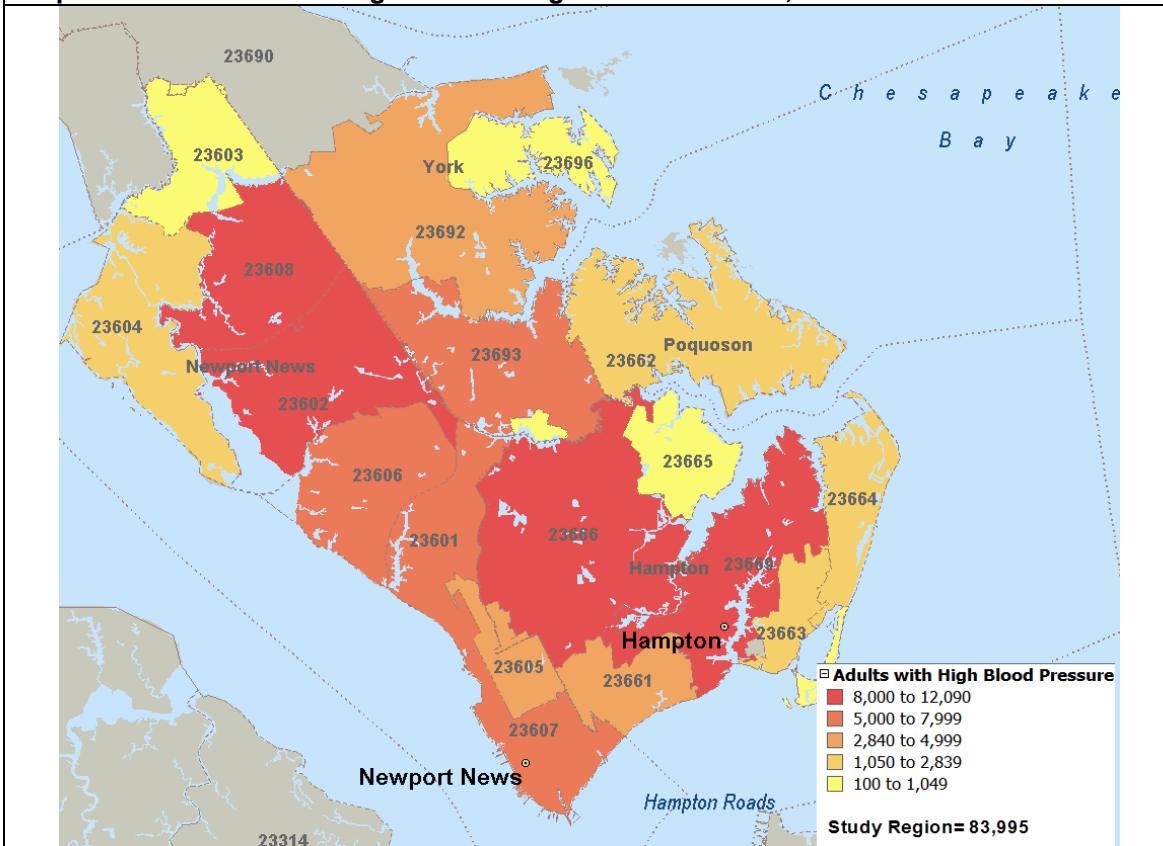 23690
Chesapeake
Bay
23603
York
23696
23692
23608
23604
Newport News
23693
23662
Poquoson
23602
23606
23665
23664
23601
23666
Hampton
23669
Hampton
23663
23605
23661
23607
Newport News
Hampton Roads
23314
Adults with High Blood Pressure
8,000 to 12,090
5,000 to 7,999
2,840 to 4,999
1,050 to 2,839
100 to 1,049
Study Region= 83,995